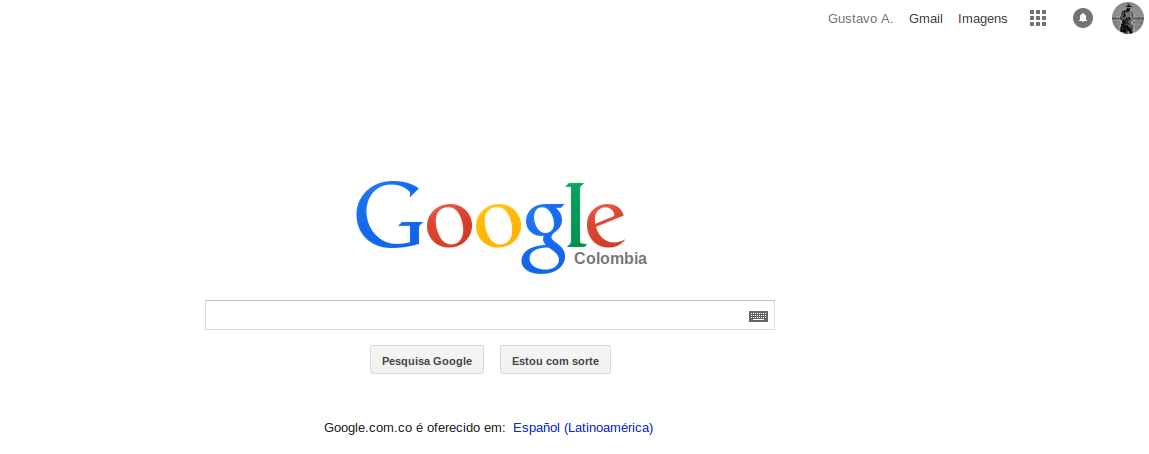 Gustavo A. Gmail Imagens
Google
Colombia
Pesquisa Google Estou com sorte
Google.com.co é oferecido em: Español (Latinoamérica)